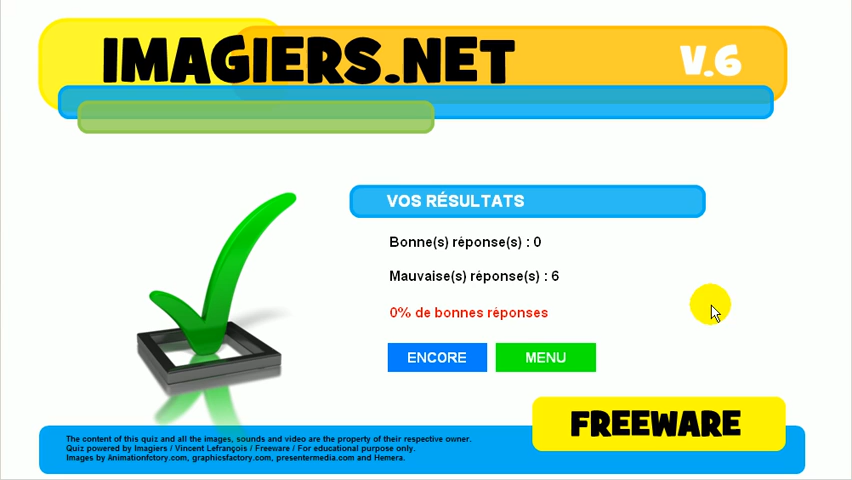 IMAGIERS.NET
V.6
VOS RÉSULTATS
Bonne(s) réponse(s) : 0
Mauvaise(s) réponse(s) : 6
0% de bonnes réponses
ENCORE
MENU
FREEWARE
The content of this quiz and all the images, sounds and video are the property of their respective owner.
Quiz powered by Imagiers / Vincent Lefrançois / Freeware / For educational purpose only.
Images by Animationfctory.com, graphicsfactory.com, presentermedia.com and Hemera.